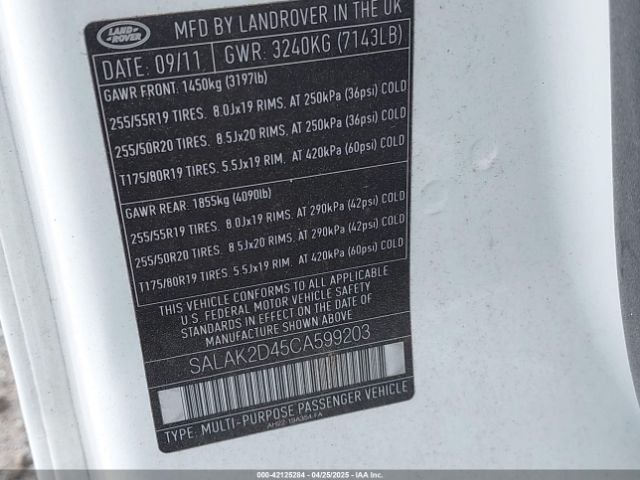 LAND ROVER
MFD BY LANDROVER IN THE UK
DATE: 09/11 GWR: 3240KG (7143LB)
GAWR FRONT: 1450kg (3197lb)
255/55R19 TIRES. 8.0Jx19 RIMS. AT 250kPa (36psi) COLD
255/50R20 TIRES. 8.5Jx20 RIMS. AT 250kPa (36psi) COLD
T175/80R19 TIRES. 5.5Jx19 RIM. AT 420kPa (60psi) COLD
GAWR REAR: 1855kg (4090lb)
255/55R19 TIRES. 8.0Jx19 RIMS. AT 290kPa (42psi) COLD
255/50R20 TIRES. 8.5Jx20 RIMS. AT 290kPa (42psi) COLD
T175/80R19 TIRES. 5.5Jx19 RIM. AT 420kPa (60psi) COLD
THIS VEHICLE CONFORMS TO ALL APPLICABLE
U.S. FEDERAL MOTOR VEHICLE SAFETY
STANDARDS IN EFFECT ON THE DATE OF
MANUFACTURE SHOWN ABOVE.
SALAK2D45CA599203
TYPE: MULTI-PURPOSE PASSENGER VEHICLE
000-42125284 - 04/25/2025 - IAAI.COM